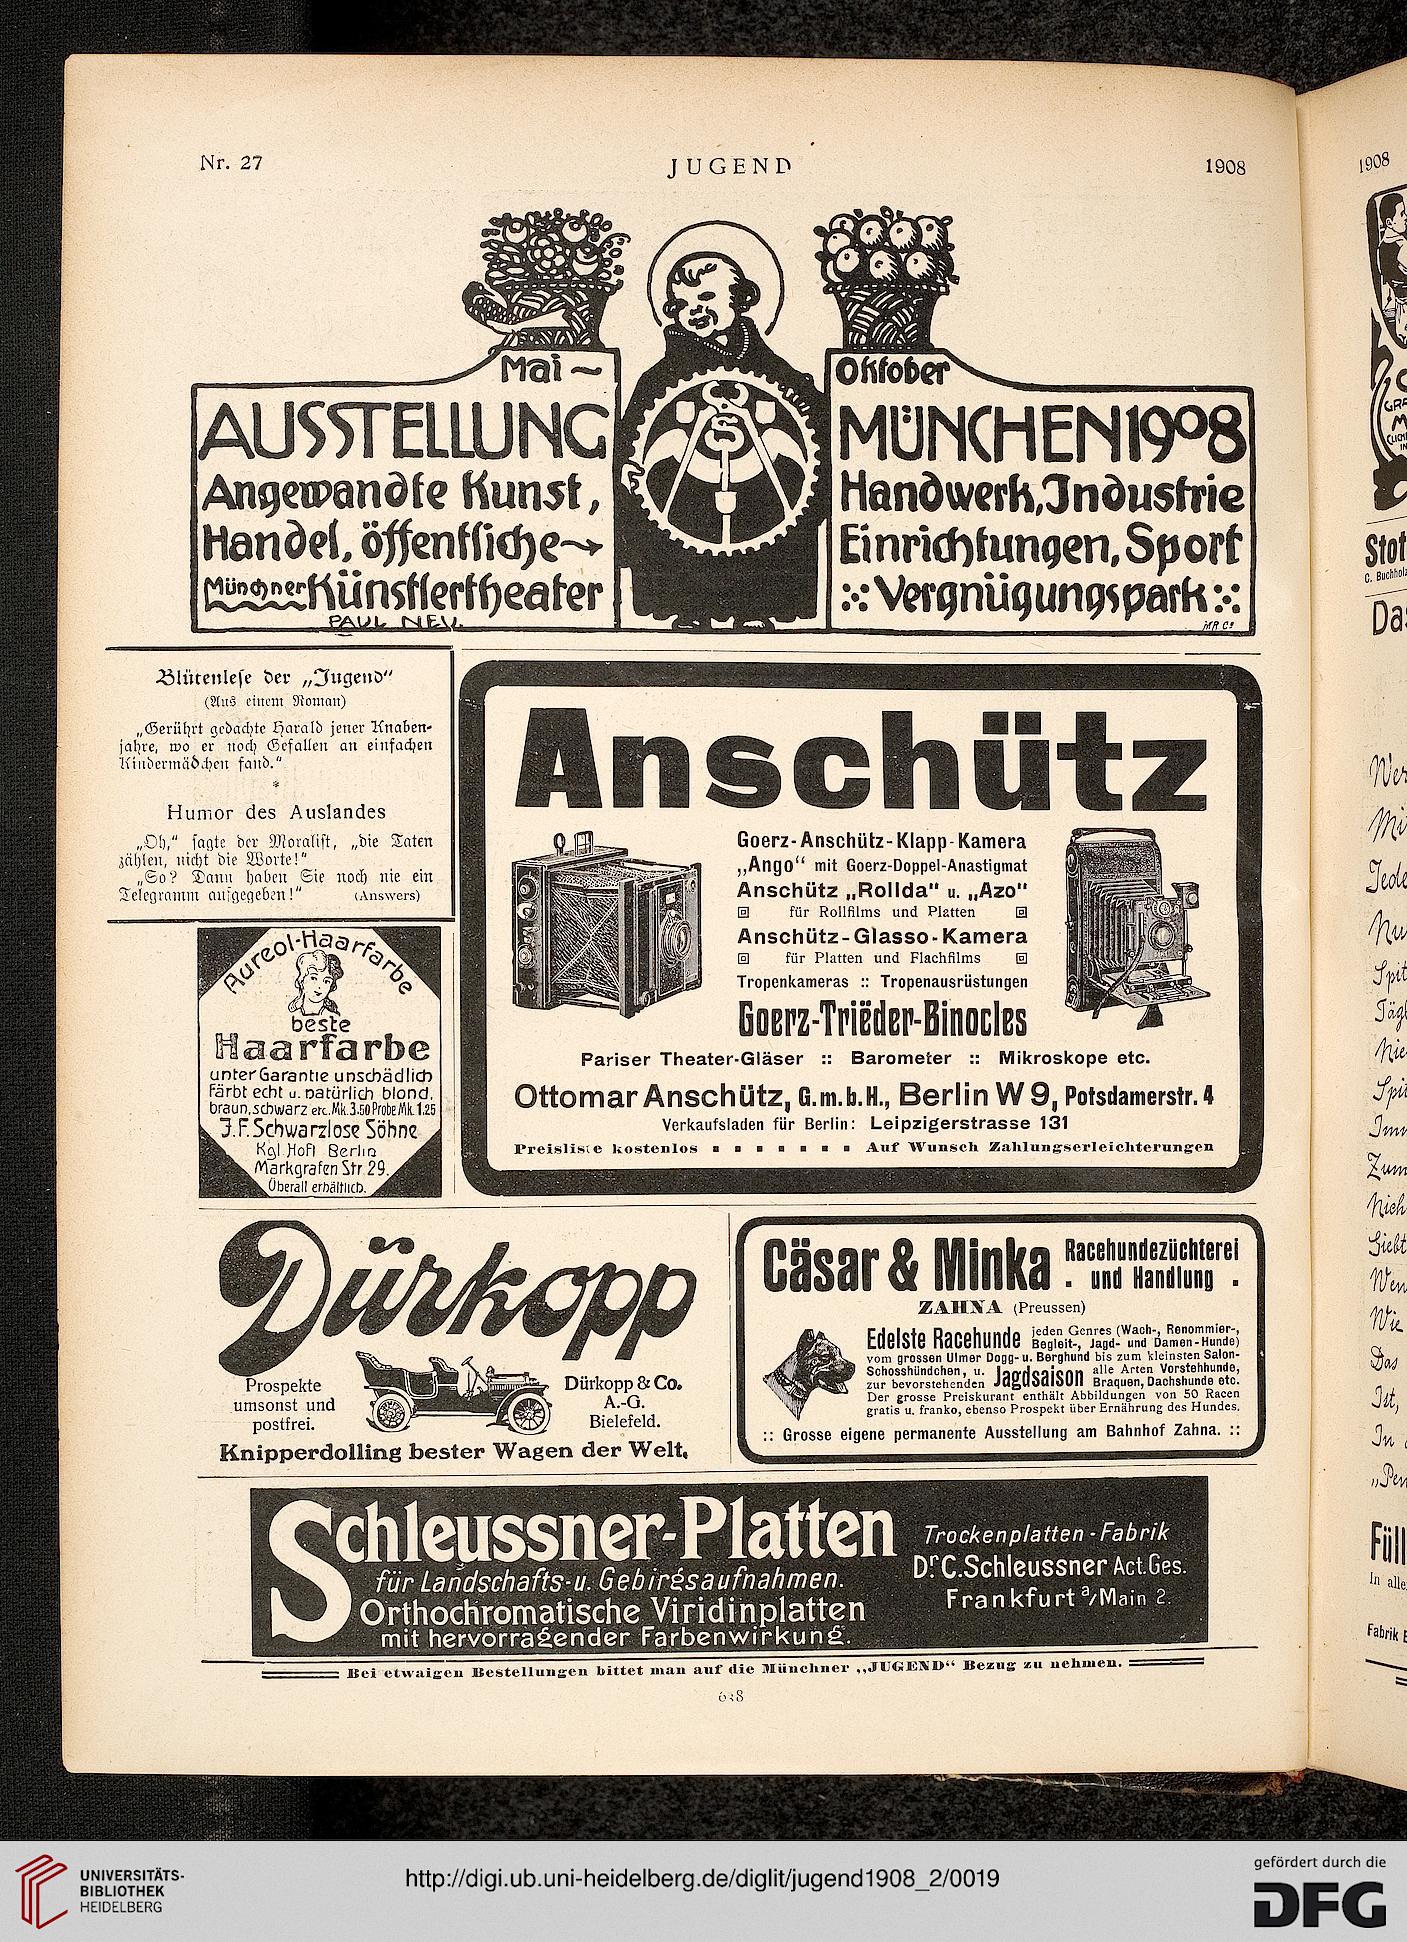 Nr. 27 JUGEND 1908
Mai ~ Oktober
AUSSTELLUNG MÜNCHEN 1908
Angewandte Kunst, Handwerk, Industrie
Handel, öffentliche Einrichtungen, Sport
Münchner Künstlertheater Vergnügungspark
PAUL NEU.
Blütenlese der „Jugend“
(Aus einem Roman)
„Gerührt gedachte Harald jener Knaben-
jahre, wo er noch Gefallen an einfachen
Kindermädchen fand.“
*
Humor des Auslandes
„Oh,“ sagte der Moralist, „die Taten
zählen, nicht die Worte!“
„So? Dann haben Sie noch nie ein
Telegramm aufgegeben!“ (Answers)
Aureol-Haarfarbe
beste
Haarfarbe
unter Garantie unschädlich
färbt echt u. natürlich blond,
braun, schwarz etc. Mk. 3.50 Probe Mk. 1.25
J.F. Schwarzlose Söhne
Kgl. Hofl. Berlin
Markgrafen Str. 29.
Überall erhältlich.
Anschütz
Goerz-Anschütz-Klapp-Kamera
„Ango“ mit Goerz-Doppel-Anastigmat
Anschütz „Rollda“ u. „Azo“
für Rollfilms und Platten
Anschütz-Glasso-Kamera
für Platten und Flachfilms
Tropenkameras :: Tropenausrüstungen
Goerz-Triëder-Binocles
Pariser Theater-Gläser :: Barometer :: Mikroskope etc.
Ottomar Anschütz, G.m.b.H., Berlin W 9, Potsdamerstr. 4
Verkaufsladen für Berlin: Leipzigerstrasse 131
Preisliste kostenlos ▪ ▪ ▪ ▪ ▪ ▪ ▪ Auf Wunsch Zahlungserleichterungen
Dürkopp
Prospekte
umsonst und
postfrei.
Dürkopp & Co.
A.-G.
Bielefeld.
Knipperdolling bester Wagen der Welt.
Cäsar & Minka Racehundezüchterei
. und Handlung .
ZAHNA (Preussen)
Edelste Racehunde jeden Genres (Wach-, Renommier-,
Begleit-, Jagd- und Damen-Hunde)
vom grossen Ulmer Dogg- u. Berghund bis zum kleinsten Salon-
Schosshündchen, u. zur bevorstehenden Jagdsaison alle Arten Vorstehhunde,
Braquen, Dachshunde etc.
Der grosse Preiskurant enthält Abbildungen von 50 Racen
gratis u. franko, ebenso Prospekt über Ernährung des Hundes.
:: Grosse eigene permanente Ausstellung am Bahnhof Zahna. ::
Schleussner-Platten
für Landschafts- u. Gebirgsaufnahmen.
Orthochromatische Viridinplatten
mit hervorragender Farbenwirkung.
Trockenplatten-Fabrik
Dr. C. Schleussner Act. Ges.
Frankfurt a/Main 2.
Bei etwaigen Bestellungen bittet man auf die Münchner „JUGEND“ Bezug zu nehmen.
1908
UNIVERSITÄTS-
BIBLIOTHEK
HEIDELBERG
http://digi.ub.uni-heidelberg.de/diglit/jugend1908_2/0019
gefördert durch die
DFG